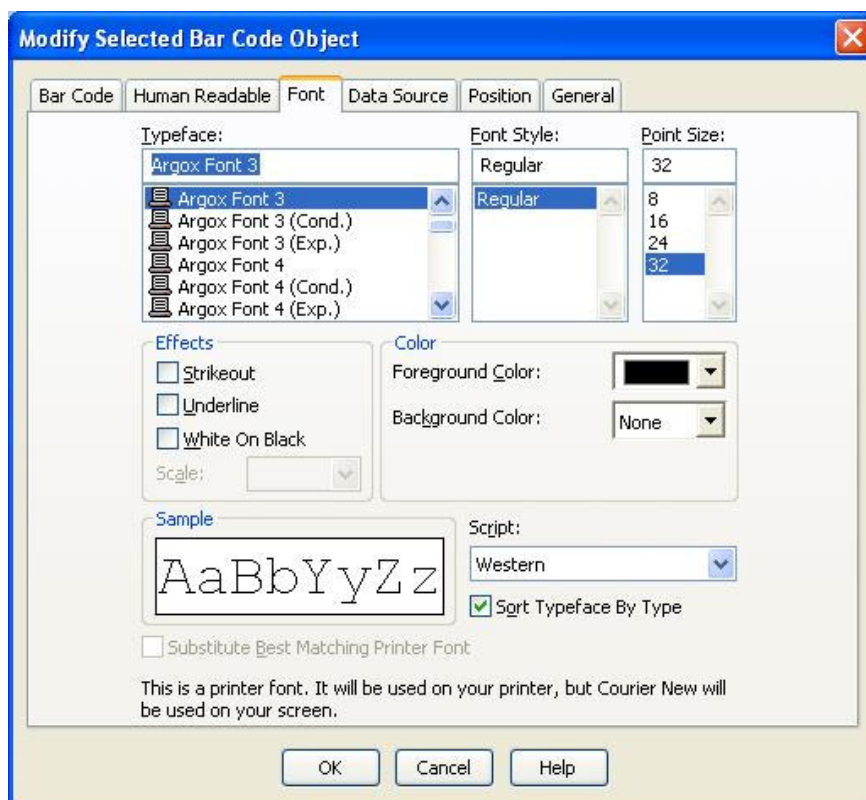 Modify Selected Bar Code Object
Bar Code Human Readable Font Data Source Position General
Typeface: Font Style: Point Size:
Argox Font 3 Regular 32
Argox Font 3 Regular 8
Argox Font 3 (Cond.) 16
Argox Font 3 (Exp.) 24
Argox Font 4 32
Argox Font 4 (Cond.)
Argox Font 4 (Exp.)
Effects
Strikeout
Underline
White On Black
Scale:
Color
Foreground Color:
Background Color: None
Sample
AaBbYyZz
Script:
Western
Sort Typeface By Type
Substitute Best Matching Printer Font
This is a printer font. It will be used on your printer, but Courier New will
be used on your screen.
OK Cancel Help